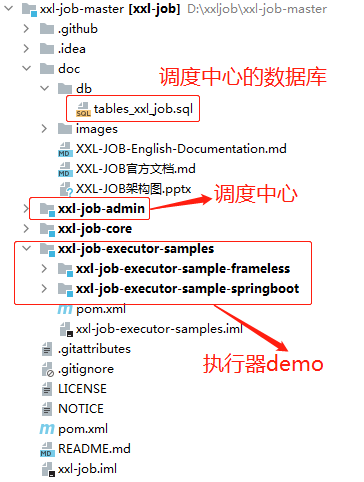 xxl-job-master [xxl-job] D:\xxljob\xxl-job-master
.github
.idea
doc
调度中心的数据库
db
tables_xxl_job.sql
images
XXL-JOB-English-Documentation.md
XXL-JOB官方文档.md
XXL-JOB架构图.pptx
xxl-job-admin
调度中心
xxl-job-core
xxl-job-executor-samples
xxl-job-executor-sample-frameless
xxl-job-executor-sample-springboot
pom.xml
xxl-job-executor-samples.iml
.gitattributes
.gitignore
执行器demo
LICENSE
NOTICE
pom.xml
README.md
xxl-job.iml